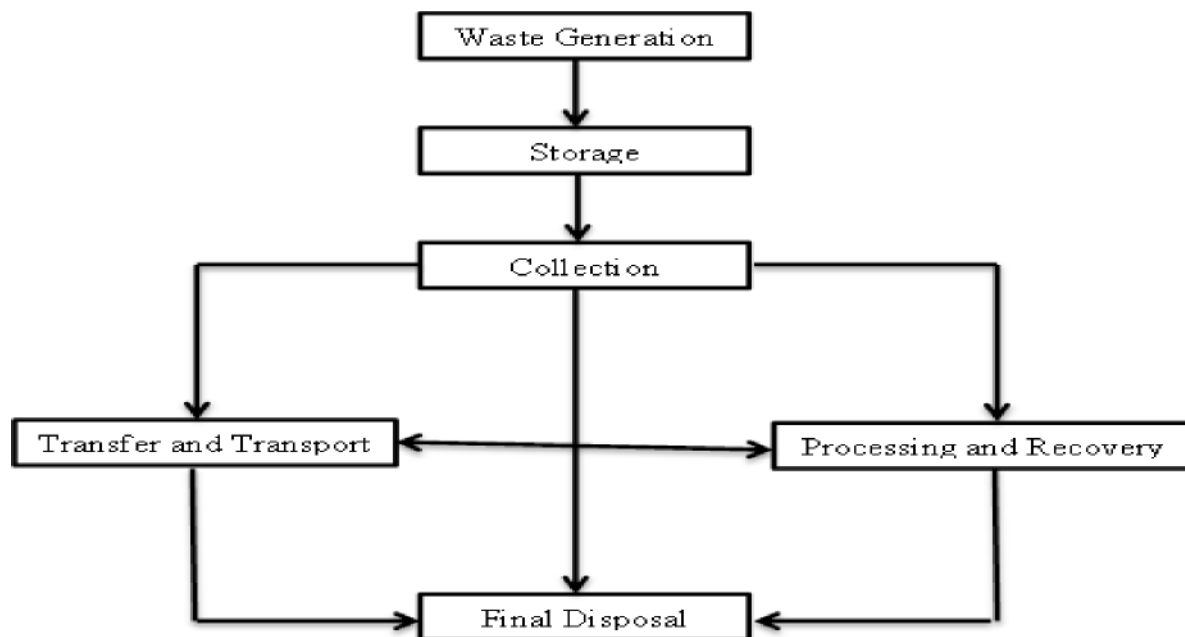 Waste Generation
Storage
Collection
Transfer and Transport
Processing and Recovery
Final Disposal